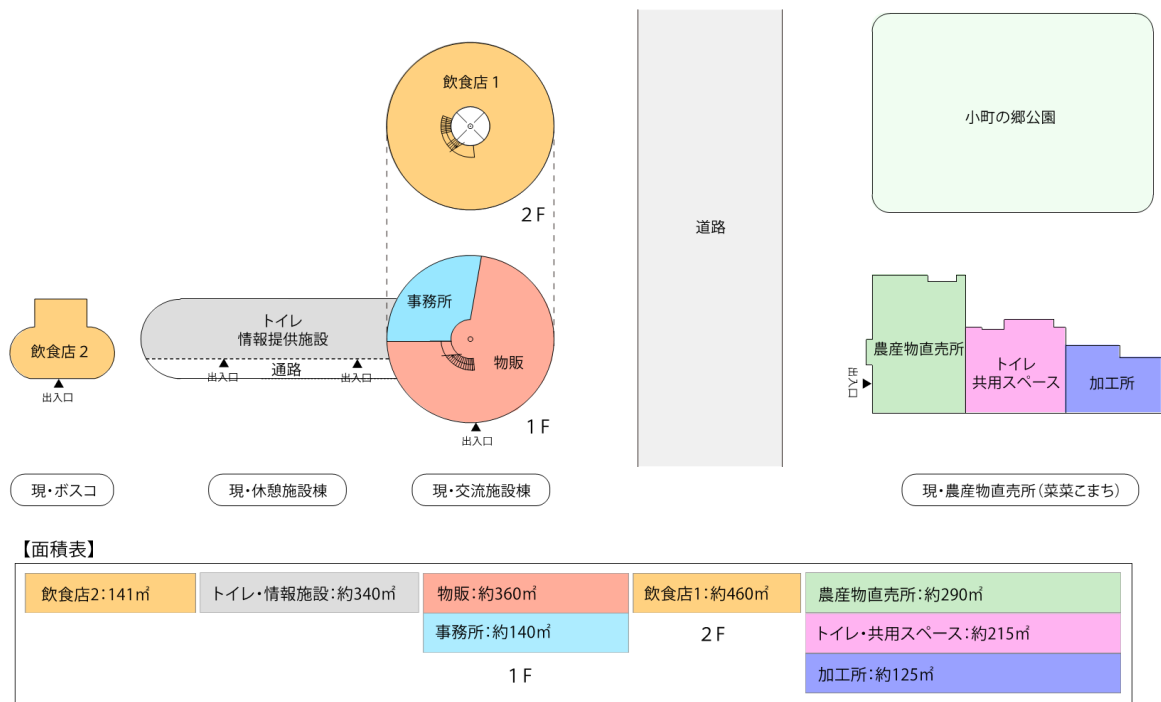 飲食店1
2F
小町の郷公園
道路
事務所
物販
出入口
1F
トイレ
情報提供施設
通路
出入口
出入口
飲食店2
出入口
農産物直売所
出入口
トイレ
共用スペース
加工所
現・ボスコ
現・休憩施設棟
現・交流施設棟
現・農産物直売所(菜菜こまち)
【面積表】
飲食店2:141㎡
トイレ・情報施設:約340㎡
物販:約360㎡
飲食店1:約460㎡
農産物直売所:約290㎡
事務所:約140㎡
2F
トイレ・共用スペース:約215㎡
1F
加工所:約125㎡